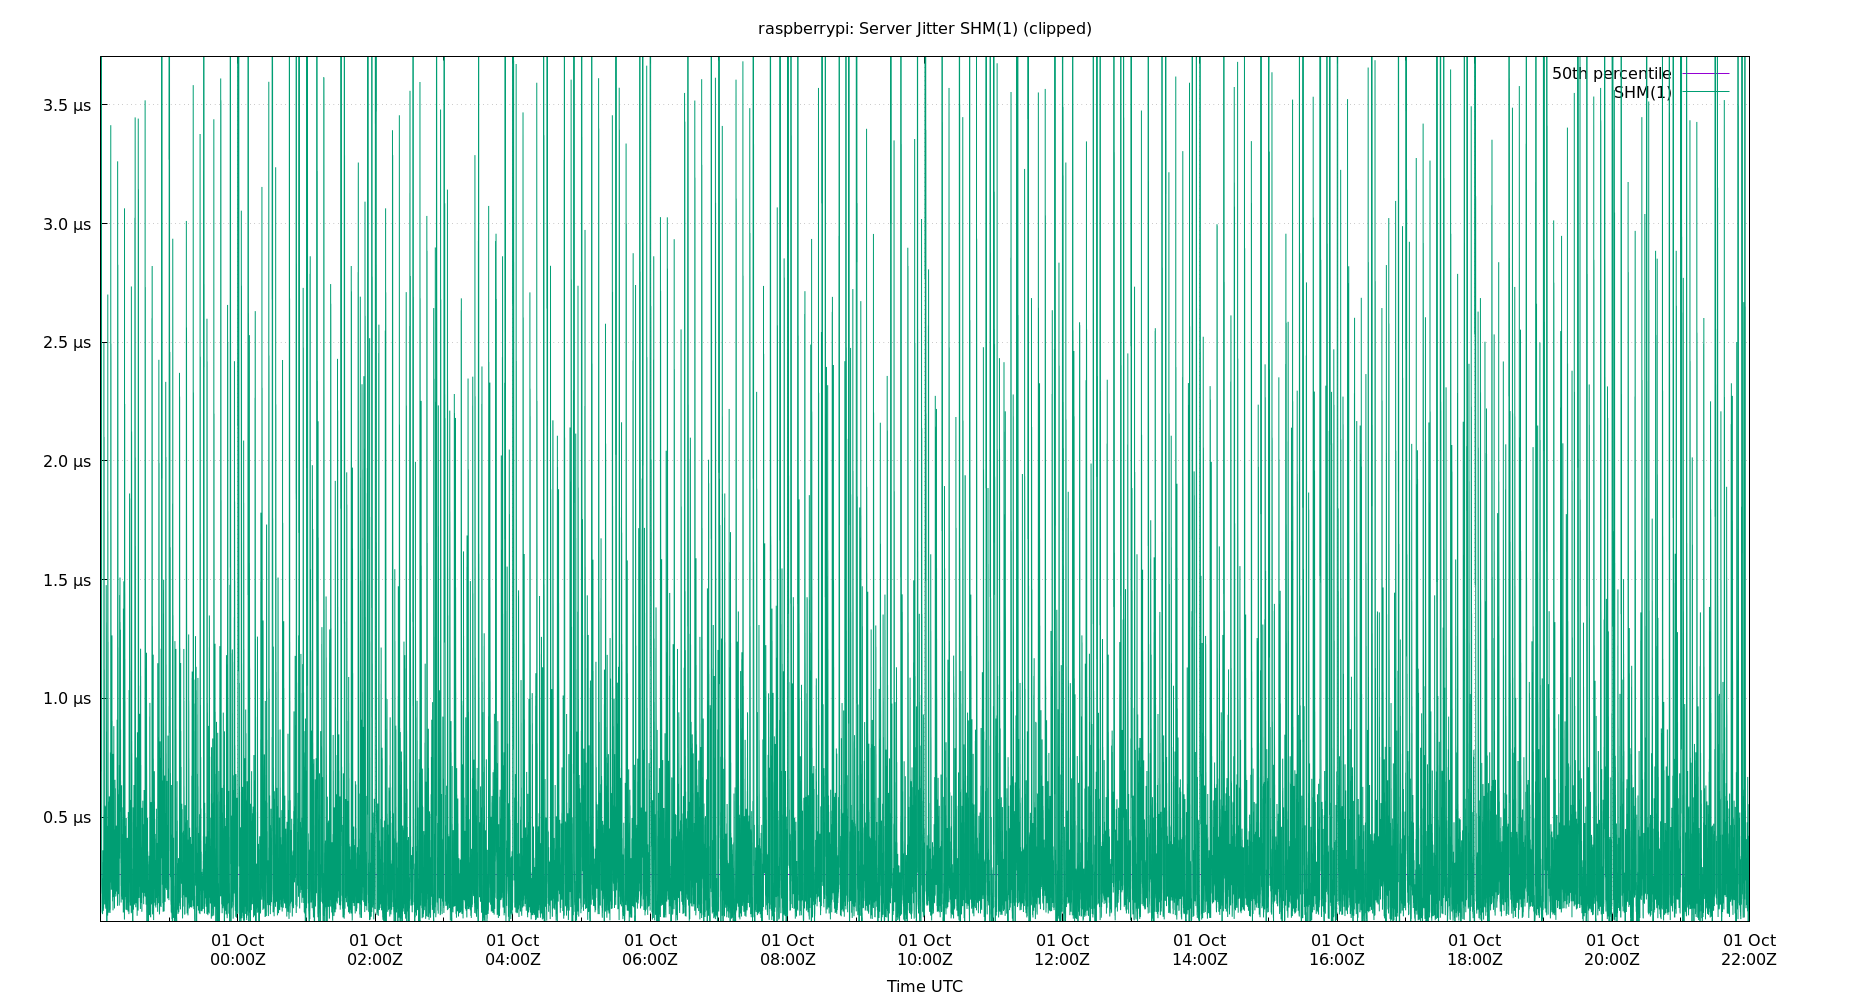 raspberrypi: Server Jitter SHM(1) (clipped)
50th percentile
SHM(1)
3.5 µs
3.0 µs
2.5 µs
2.0 µs
1.5 µs
1.0 µs
0.5 µs
01 Oct 01 Oct 01 Oct 01 Oct 01 Oct 01 Oct 01 Oct 01 Oct 01 Oct 01 Oct 01 Oct 01 Oct
00:00Z 02:00Z 04:00Z 06:00Z 08:00Z 10:00Z 12:00Z 14:00Z 16:00Z 18:00Z 20:00Z 22:00Z
Time UTC